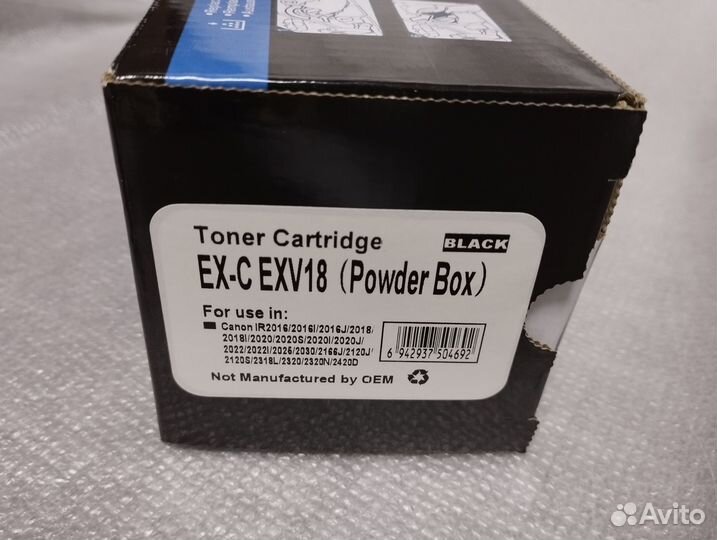 Toner Cartridge
BLACK
EX-C EXV18 (Powder Box)
For use in:
Canon IR2016/2016I/2016J/2018/
2018I/2020/2020S/2020I/2020J/
2022/2022I/2025/2030/2166J/2120J/
2120S/2318L/2320/2320N/2420D
6 942937 504692
Not Manufactured by OEM
Avito